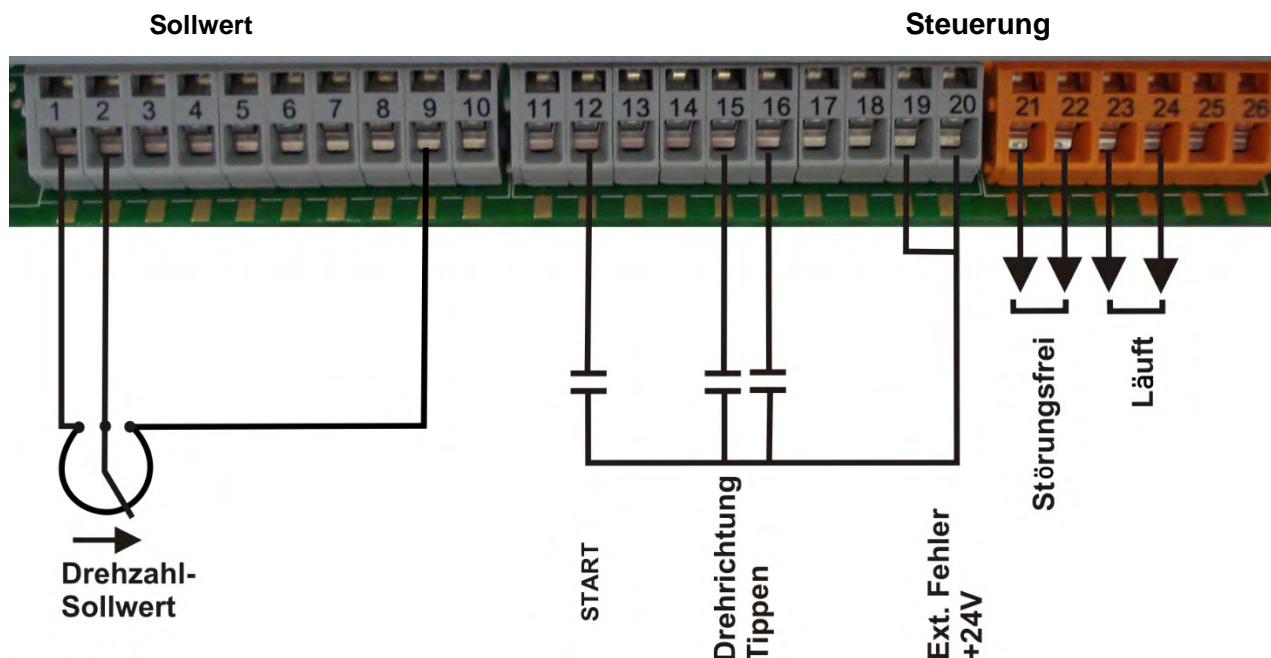 Sollwert
Steuerung
1 2 3 4 5 6 7 8 9 10 11 12 13 14 15 16 17 18 19 20 21 22 23 24 25 26
Drehzahl-
Sollwert
START
Drehrichtung
Tippen
Ext. Fehler
+24V
Störungsfrei
Läuft